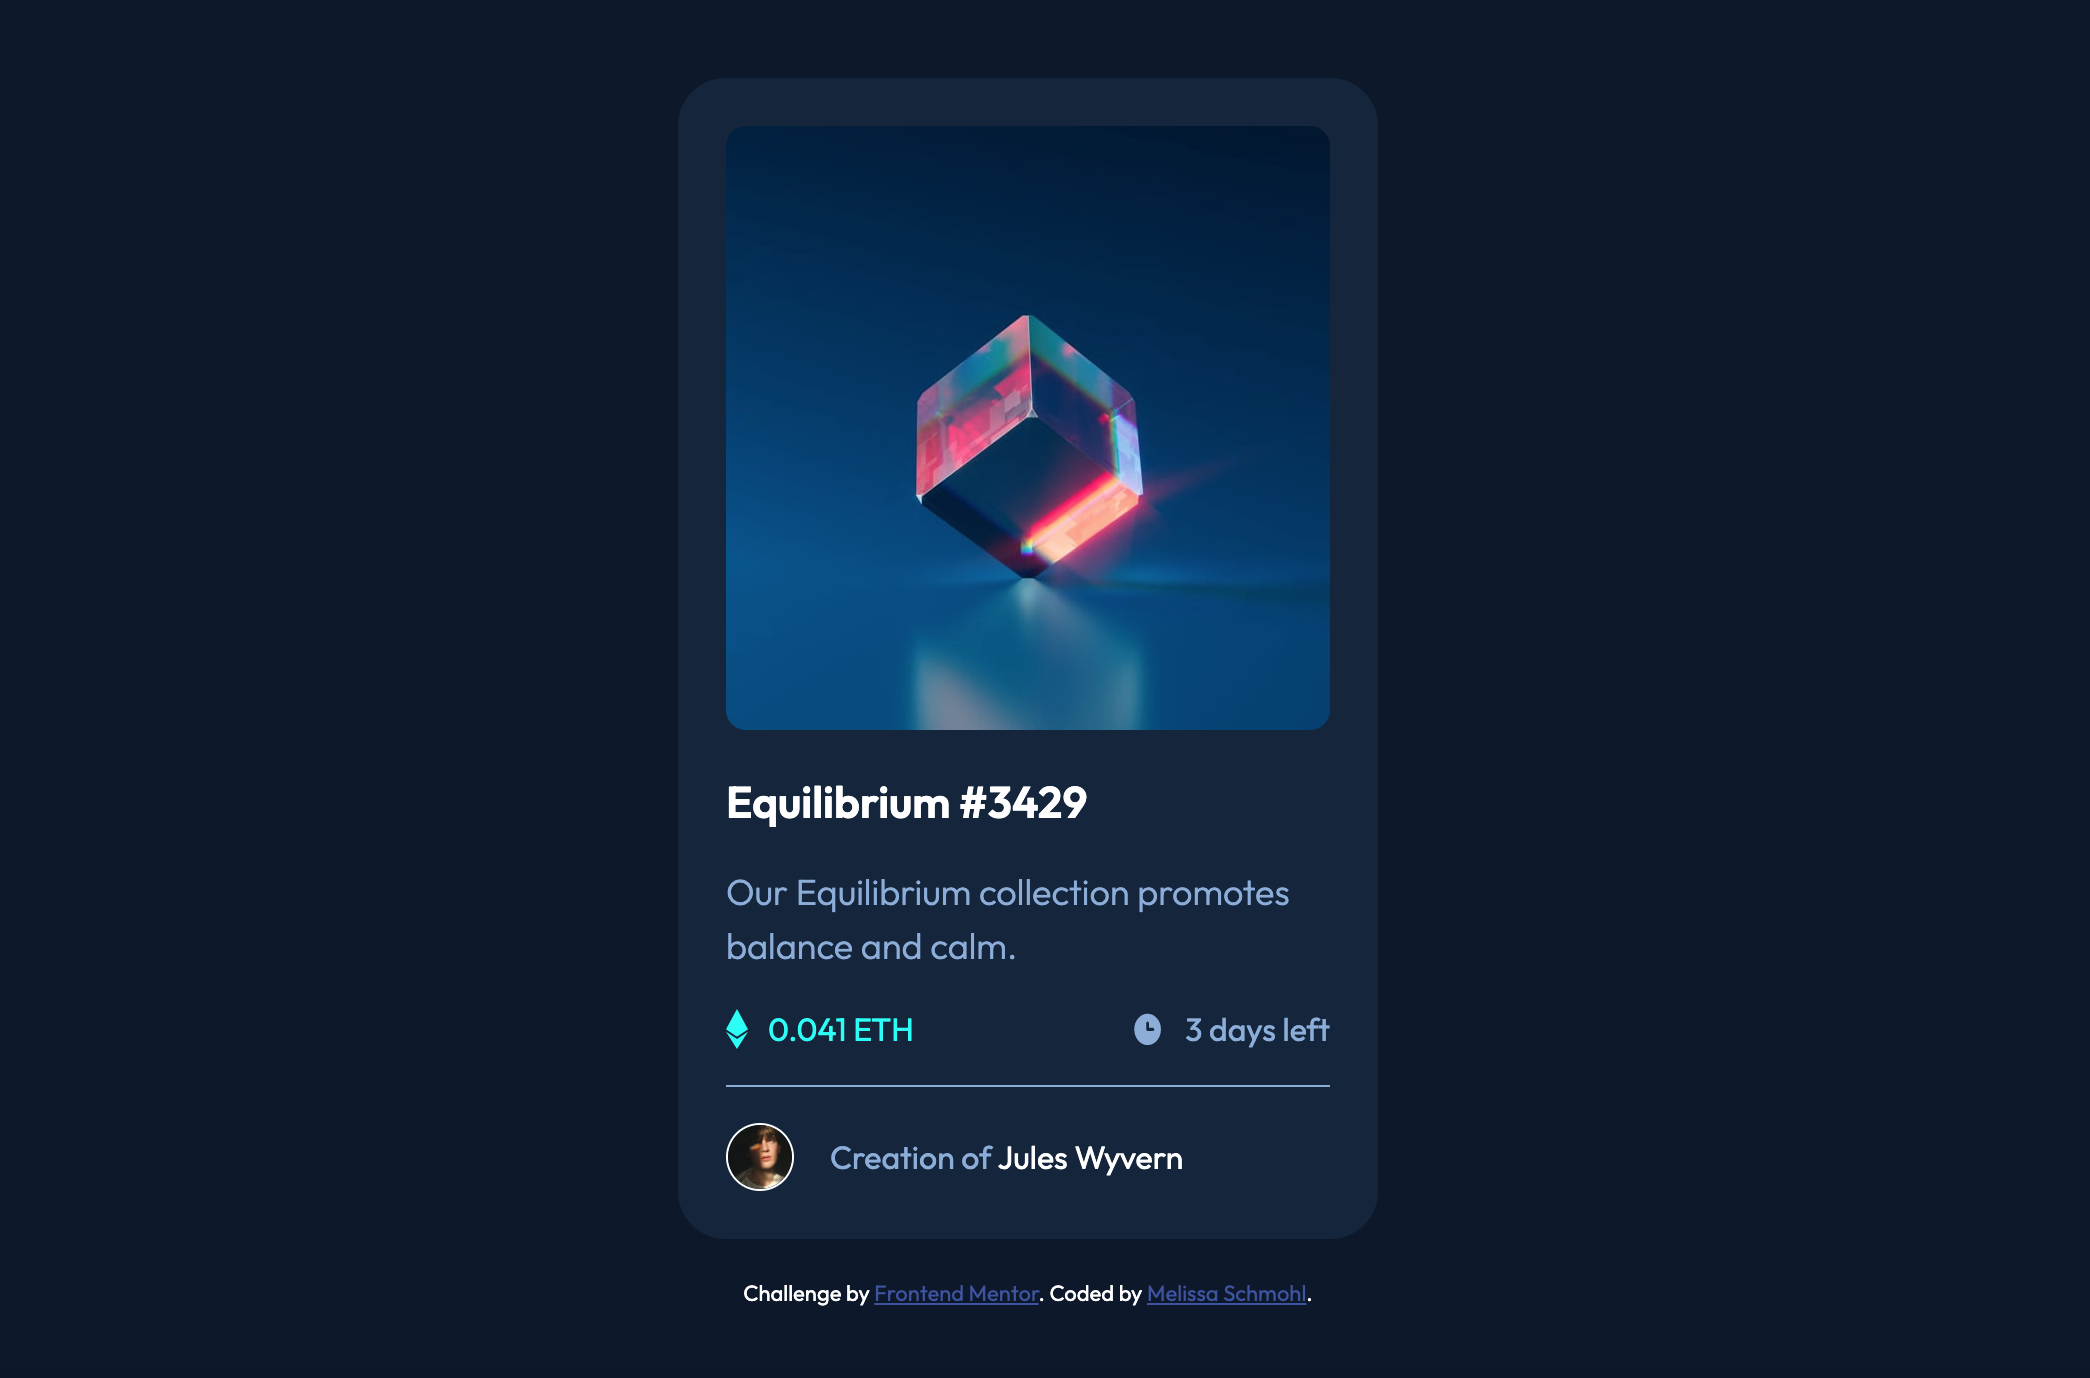 Equilibrium #3429
Our Equilibrium collection promotes
balance and calm.
0.041 ETH
3 days left
Creation of Jules Wyvern
Challenge by Frontend Mentor. Coded by Melissa Schmohl.